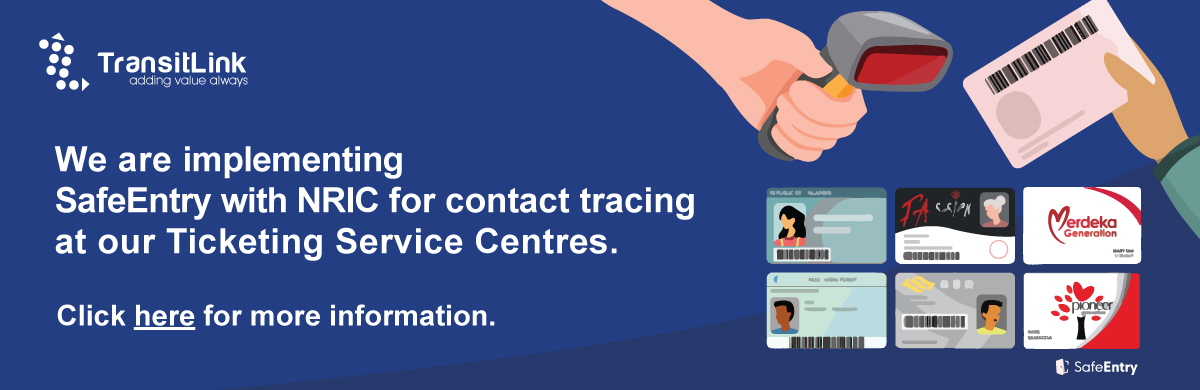 TransitLink
adding value always
We are implementing
SafeEntry with NRIC for contact tracing
at our Ticketing Service Centres.
Click here for more information.
Merdeka
Generation
pioneer
generation
SafeEntry